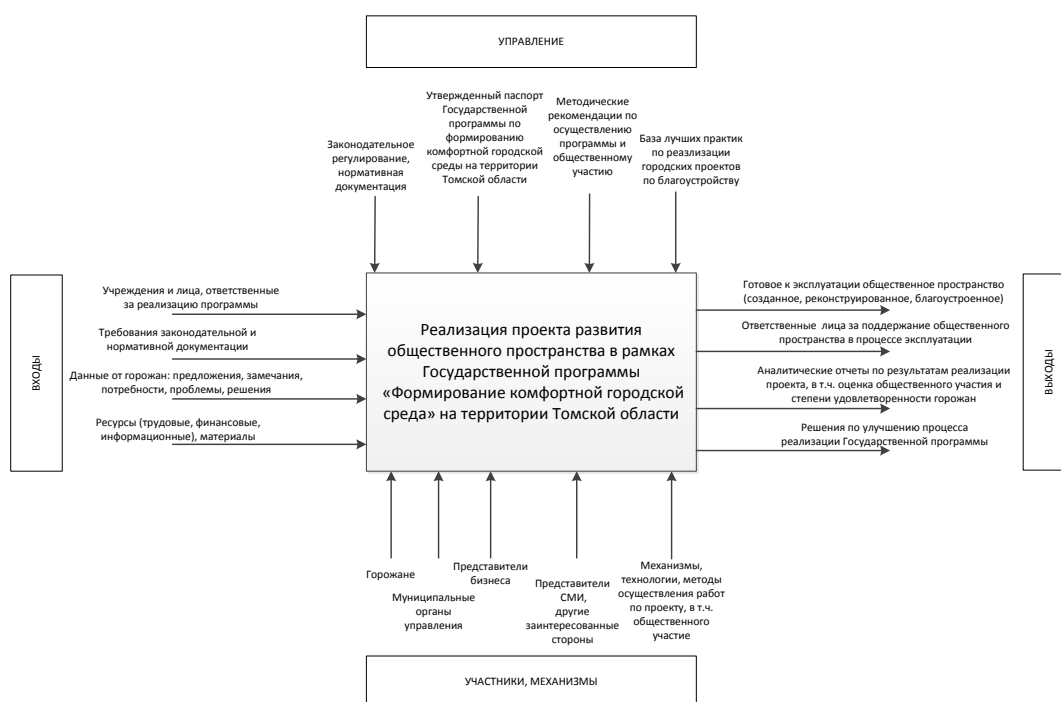 УПРАВЛЕНИЕ
Законодательное
регулирование,
нормативная
документация
Утвержденный паспорт
Государственной
программы по
формированию
комфортной городской
среды на территории
Томской области
Методические
рекомендации по
осуществлению
программы и
общественному
участию
База лучших практик
по реазлизации
городских проектов
по благоустройству
ВХОДЫ
Учреждения и лица, ответственные
за реализацию программы
Требования законодательной и
нормативной документации
Данные от горожан: предложения, замечания,
потребности, проблемы, решения
Ресурсы (трудовые, финансовые,
информационные), материалы
Реализация проекта развития
общественного пространства в рамках
Государственной программы
«Формирование комфортной городской
среда» на территории Томской области
Готовое к эксплуатации общественное пространство
(созданное, реконструированное, благоустроенное)
Ответственные лица за поддержание общественного
пространства в процессе эксплуатации
Аналитические отчеты по результатам реализации
проекта, в т.ч. оценка общественного участия и
степени удовлетворенности горожан
Решения по улучшению процесса
реализации Государственной программы
ВЫХОДЫ
Горожане
Муниципальные
органы
управления
Представители
бизнеса
Представители
СМИ,
другие
заинтересованные
стороны
Механизмы,
технологии, методы
осуществления работ
по проекту, в т.ч.
общественного
участие
УЧАСТНИКИ, МЕХАНИЗМЫ